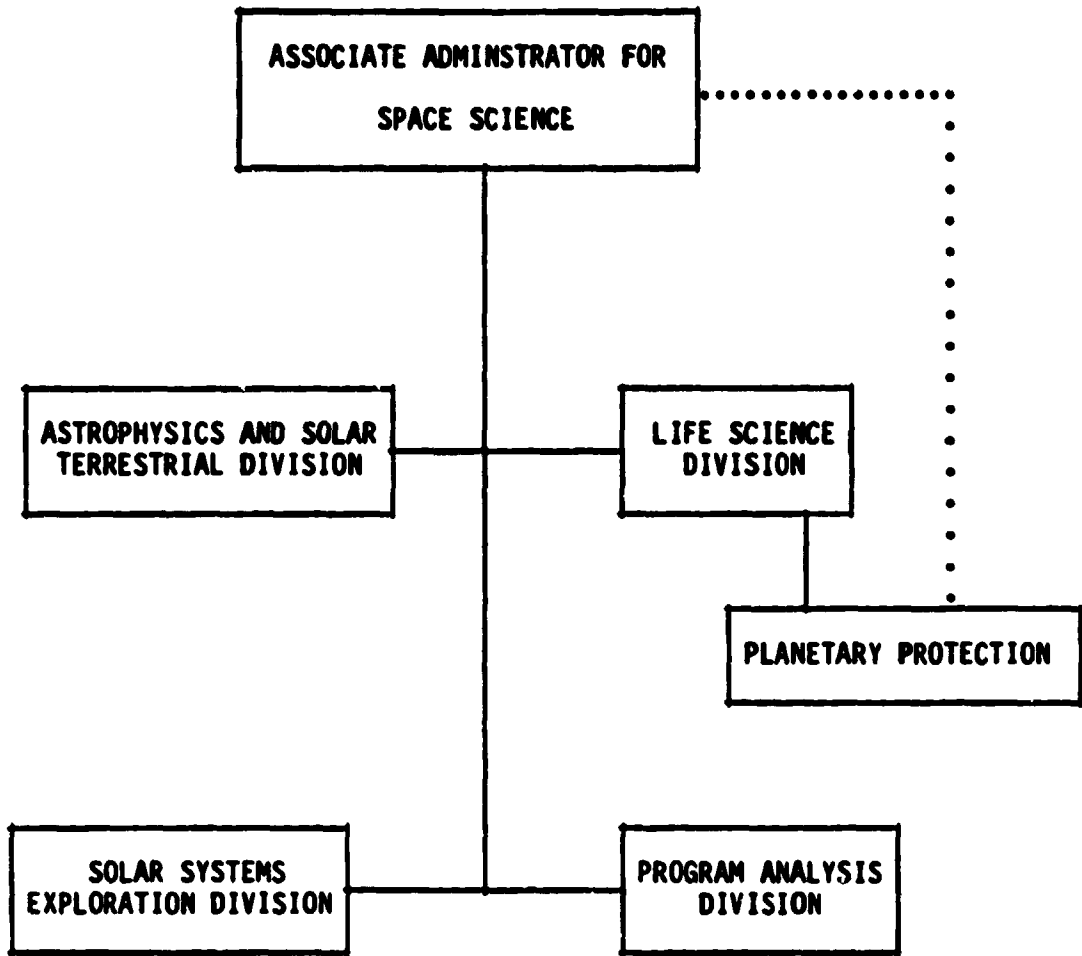 ASSOCIATE ADMINSTRATOR FOR
SPACE SCIENCE
ASTROPHYSICS AND SOLAR
TERRESTRIAL DIVISION
LIFE SCIENCE
DIVISION
PLANETARY PROTECTION
SOLAR SYSTEMS
EXPLORATION DIVISION
PROGRAM ANALYSIS
DIVISION